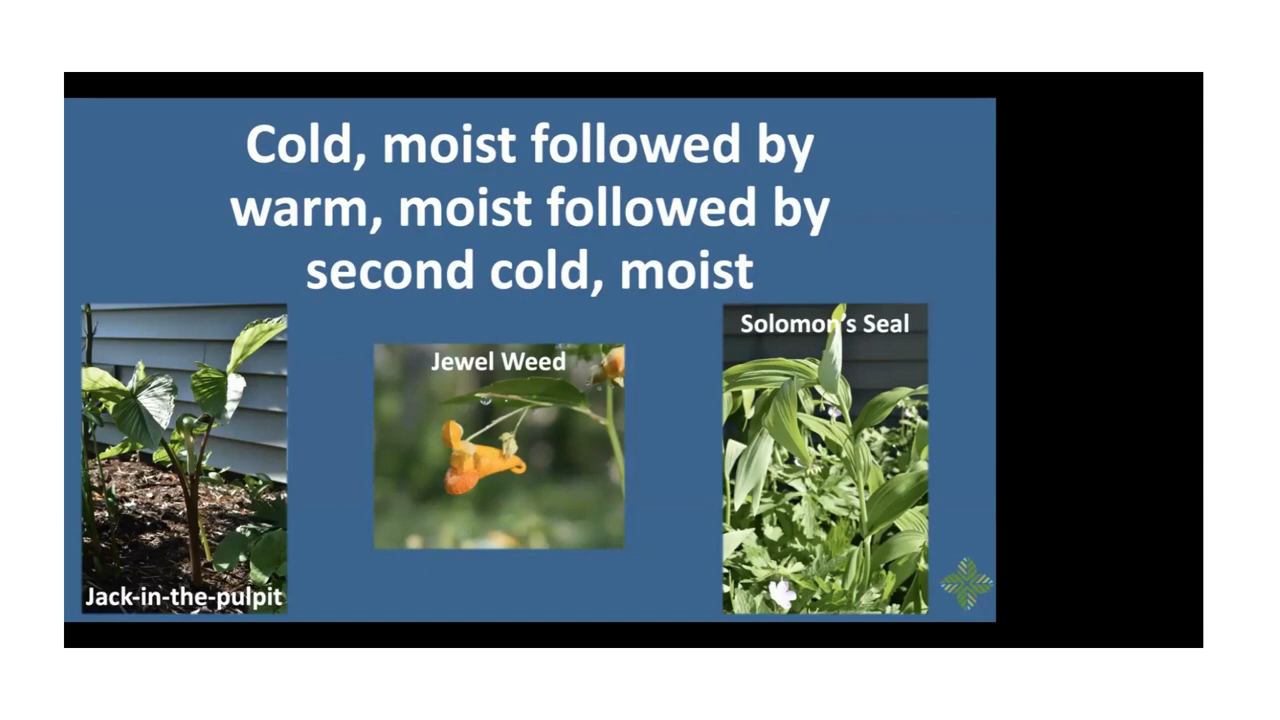 Cold, moist followed by
warm, moist followed by
second cold, moist
Jack-in-the-pulpit
Jewel Weed
Solomon's Seal